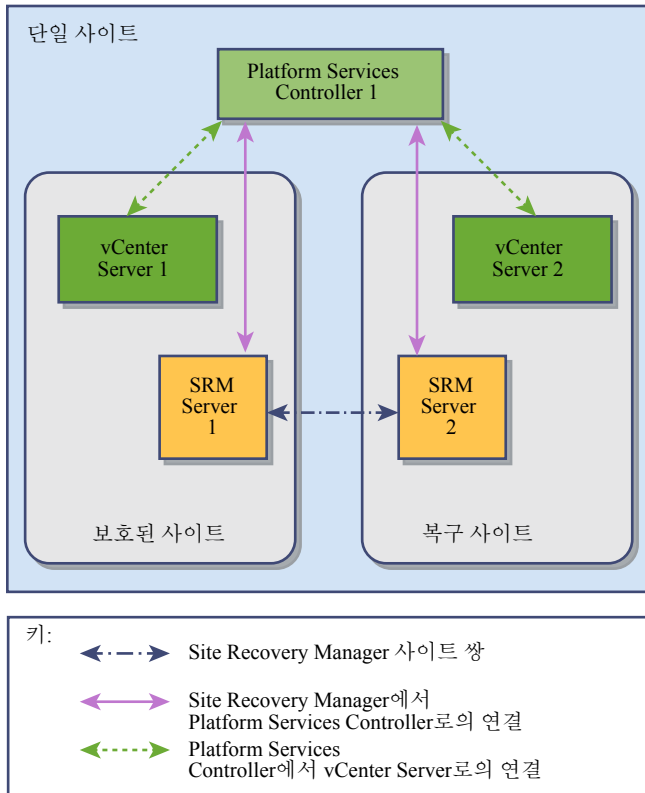 단일 사이트
Platform Services
Controller 1
vCenter
Server 1
vCenter
Server 2
SRM
Server
1
SRM
Server
2
보호된 사이트
복구 사이트
키:
Site Recovery Manager 사이트 쌍
Site Recovery Manager에서
Platform Services Controller로의 연결
Platform Services
Controller에서 vCenter Server로의 연결